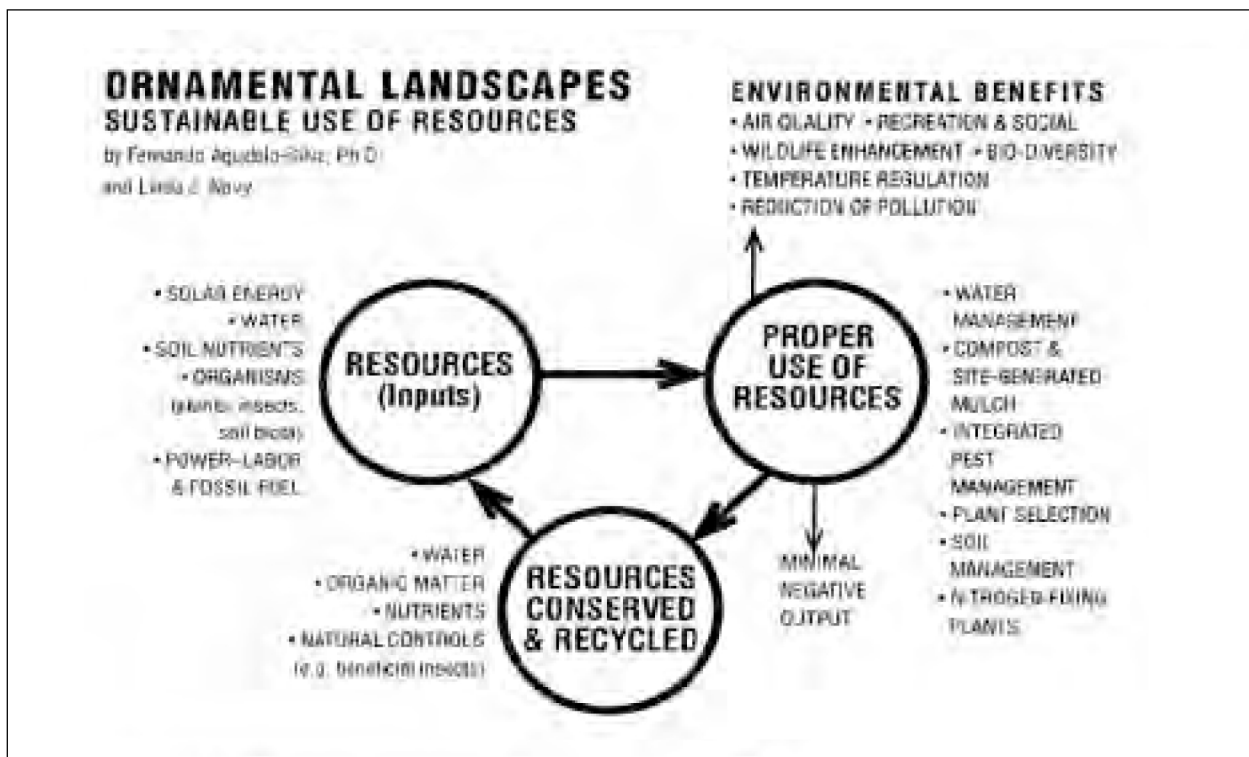 ORNAMENTAL LANDSCAPES
SUSTAINABLE USE OF RESOURCES
by Fernando Ph.D.
and Linda
ENVIRONMENTAL BENEFITS
• AIR QUALITY • RECREATION & SOCIAL
• WILDLIFE ENHANCEMENT • BIO-DIVERSITY
• TEMPERATURE REGULATION
• REDUCTION OF POLLUTION
• SOLAR ENERGY
• WATER
• SOIL NUTRIENTS
• ORGANISMS
(plants, insects,
soil biota)
• POWER–LABOR
& FOSSIL FUEL
RESOURCES
(Inputs)
PROPER
USE OF
RESOURCES
• WATER
MANAGEMENT
• COMPOST &
SITE-GENERATED
MULCH
• INTEGRATED
PEST
MANAGEMENT
• PLANT SELECTION
• SOIL
MANAGEMENT
• NITROGEN-FIXING
PLANTS
• WATER
• ORGANIC MATTER
• NUTRIENTS
• NATURAL CONTROLS
(e.g. beneficial insects)
RESOURCES
CONSERVED
& RECYCLED
MINIMAL
NEGATIVE
OUTPUT